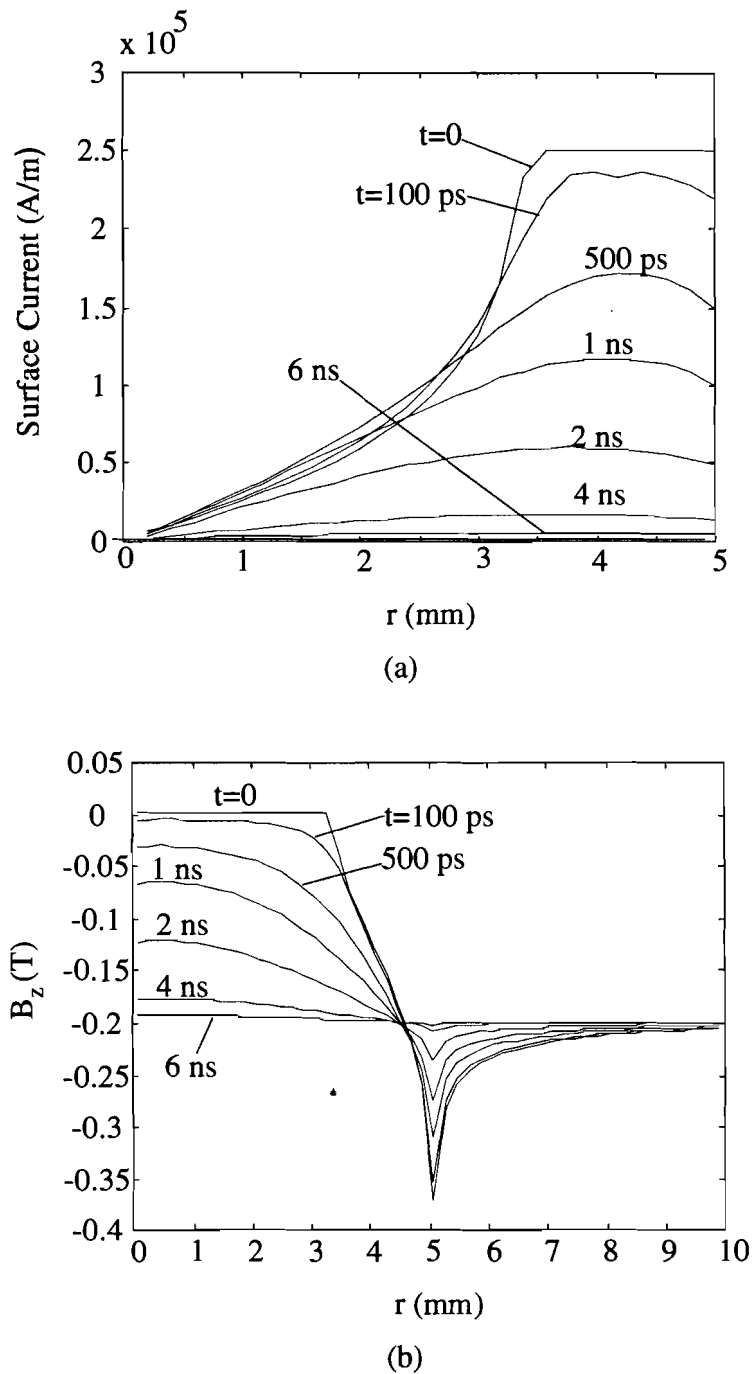 x 10⁵
3
2.5
2
1.5
1
0.5
0
Surface Current (A/m)
t=0
t=100 ps
500 ps
1 ns
6 ns
2 ns
4 ns
0 1 2 3 4 5
r (mm)
(a)
0.05
0
-0.05
-0.1
-0.15
-0.2
-0.25
-0.3
-0.35
-0.4
B_z (T)
t=0
t=100 ps
500 ps
1 ns
2 ns
4 ns
6 ns
0 1 2 3 4 5 6 7 8 9 10
r (mm)
(b)